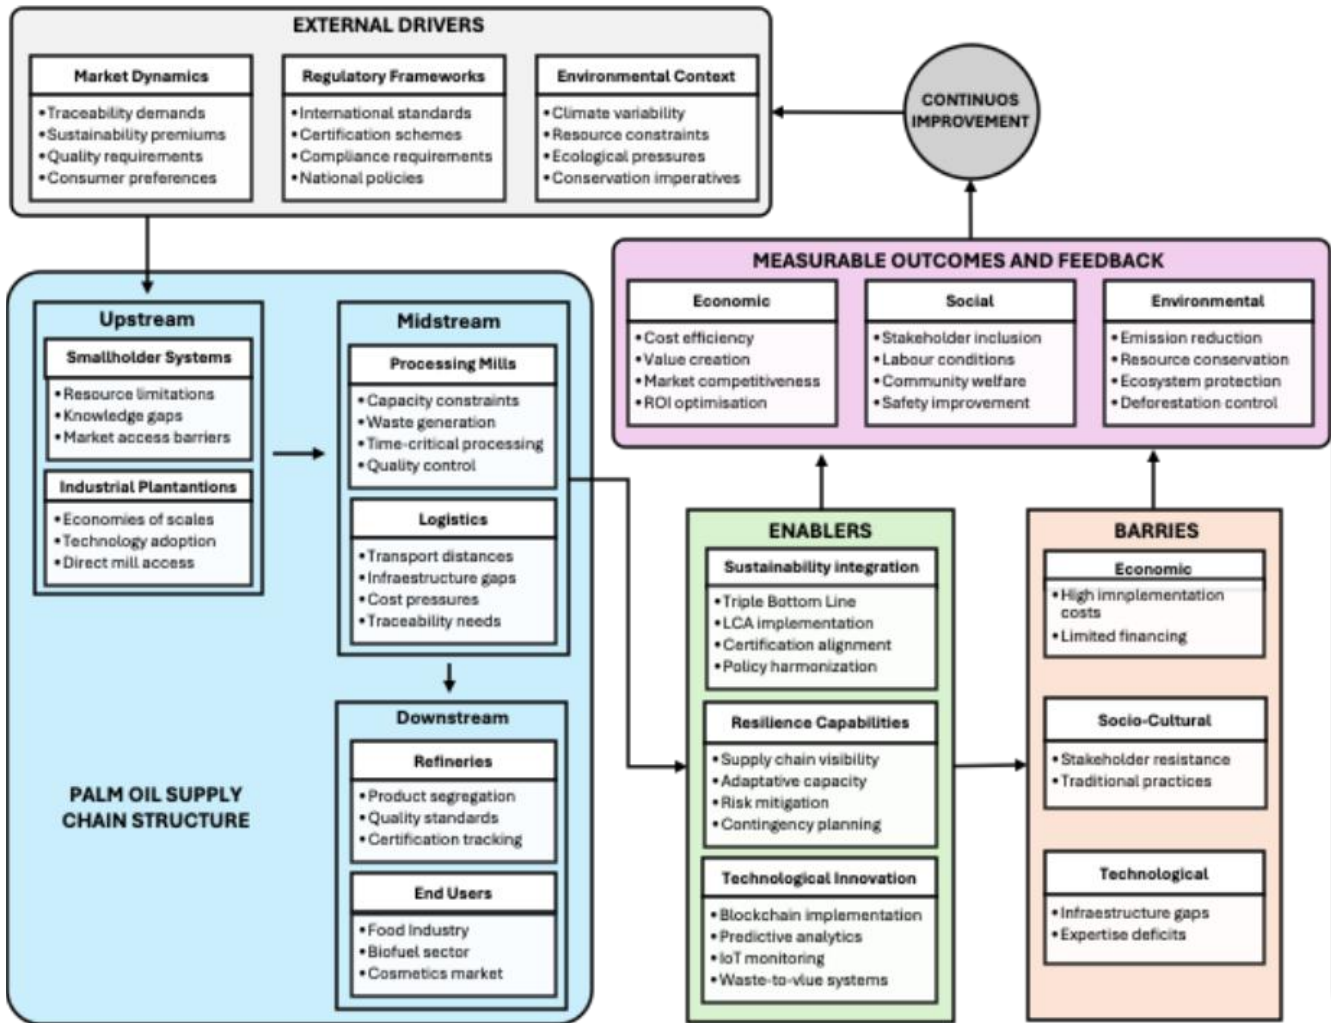 EXTERNAL DRIVERS
Market Dynamics
• Traceability demands
• Sustainability premiums
• Quality requirements
• Consumer preferences
Regulatory Frameworks
• International standards
• Certification schemes
• Compliance requirements
• National policies
Environmental Context
• Climate variability
• Resource constraints
• Ecological pressures
• Conservation imperatives
CONTINUOS
IMPROVEMENT
MEASURABLE OUTCOMES AND FEEDBACK
Economic
• Cost efficiency
• Value creation
• Market competitiveness
• ROI optimisation
Social
• Stakeholder inclusion
• Labour conditions
• Community welfare
• Safety improvement
Environmental
• Emission reduction
• Resource conservation
• Ecosystem protection
• Deforestation control
Upstream
Smallholder Systems
• Resource limitations
• Knowledge gaps
• Market access barriers
Industrial Plantantions
• Economies of scales
• Technology adoption
• Direct mill access
Midstream
Processing Mills
• Capacity constraints
• Waste generation
• Time-critical processing
• Quality control
Logistics
• Transport distances
• Infraestructure gaps
• Cost pressures
• Traceability needs
Downstream
Refineries
• Product segregation
• Quality standards
• Certification tracking
End Users
• Food Industry
• Biofuel sector
• Cosmetics market
PALM OIL SUPPLY
CHAIN STRUCTURE
ENABLERS
Sustainability integration
• Triple Bottom Line
• LCA implementation
• Certification alignment
• Policy harmonization
Resilience Capabilities
• Supply chain visibility
• Adaptative capacity
• Risk mitigation
• Contingency planning
Technological Innovation
• Blockchain implementation
• Predictive analytics
• IoT monitoring
• Waste-to-vlue systems
BARRIES
Economic
• High imnplementation
costs
• Limited financing
Socio-Cultural
• Stakeholder resistance
• Traditional practices
Technological
• Infraestructure gaps
• Expertise deficits